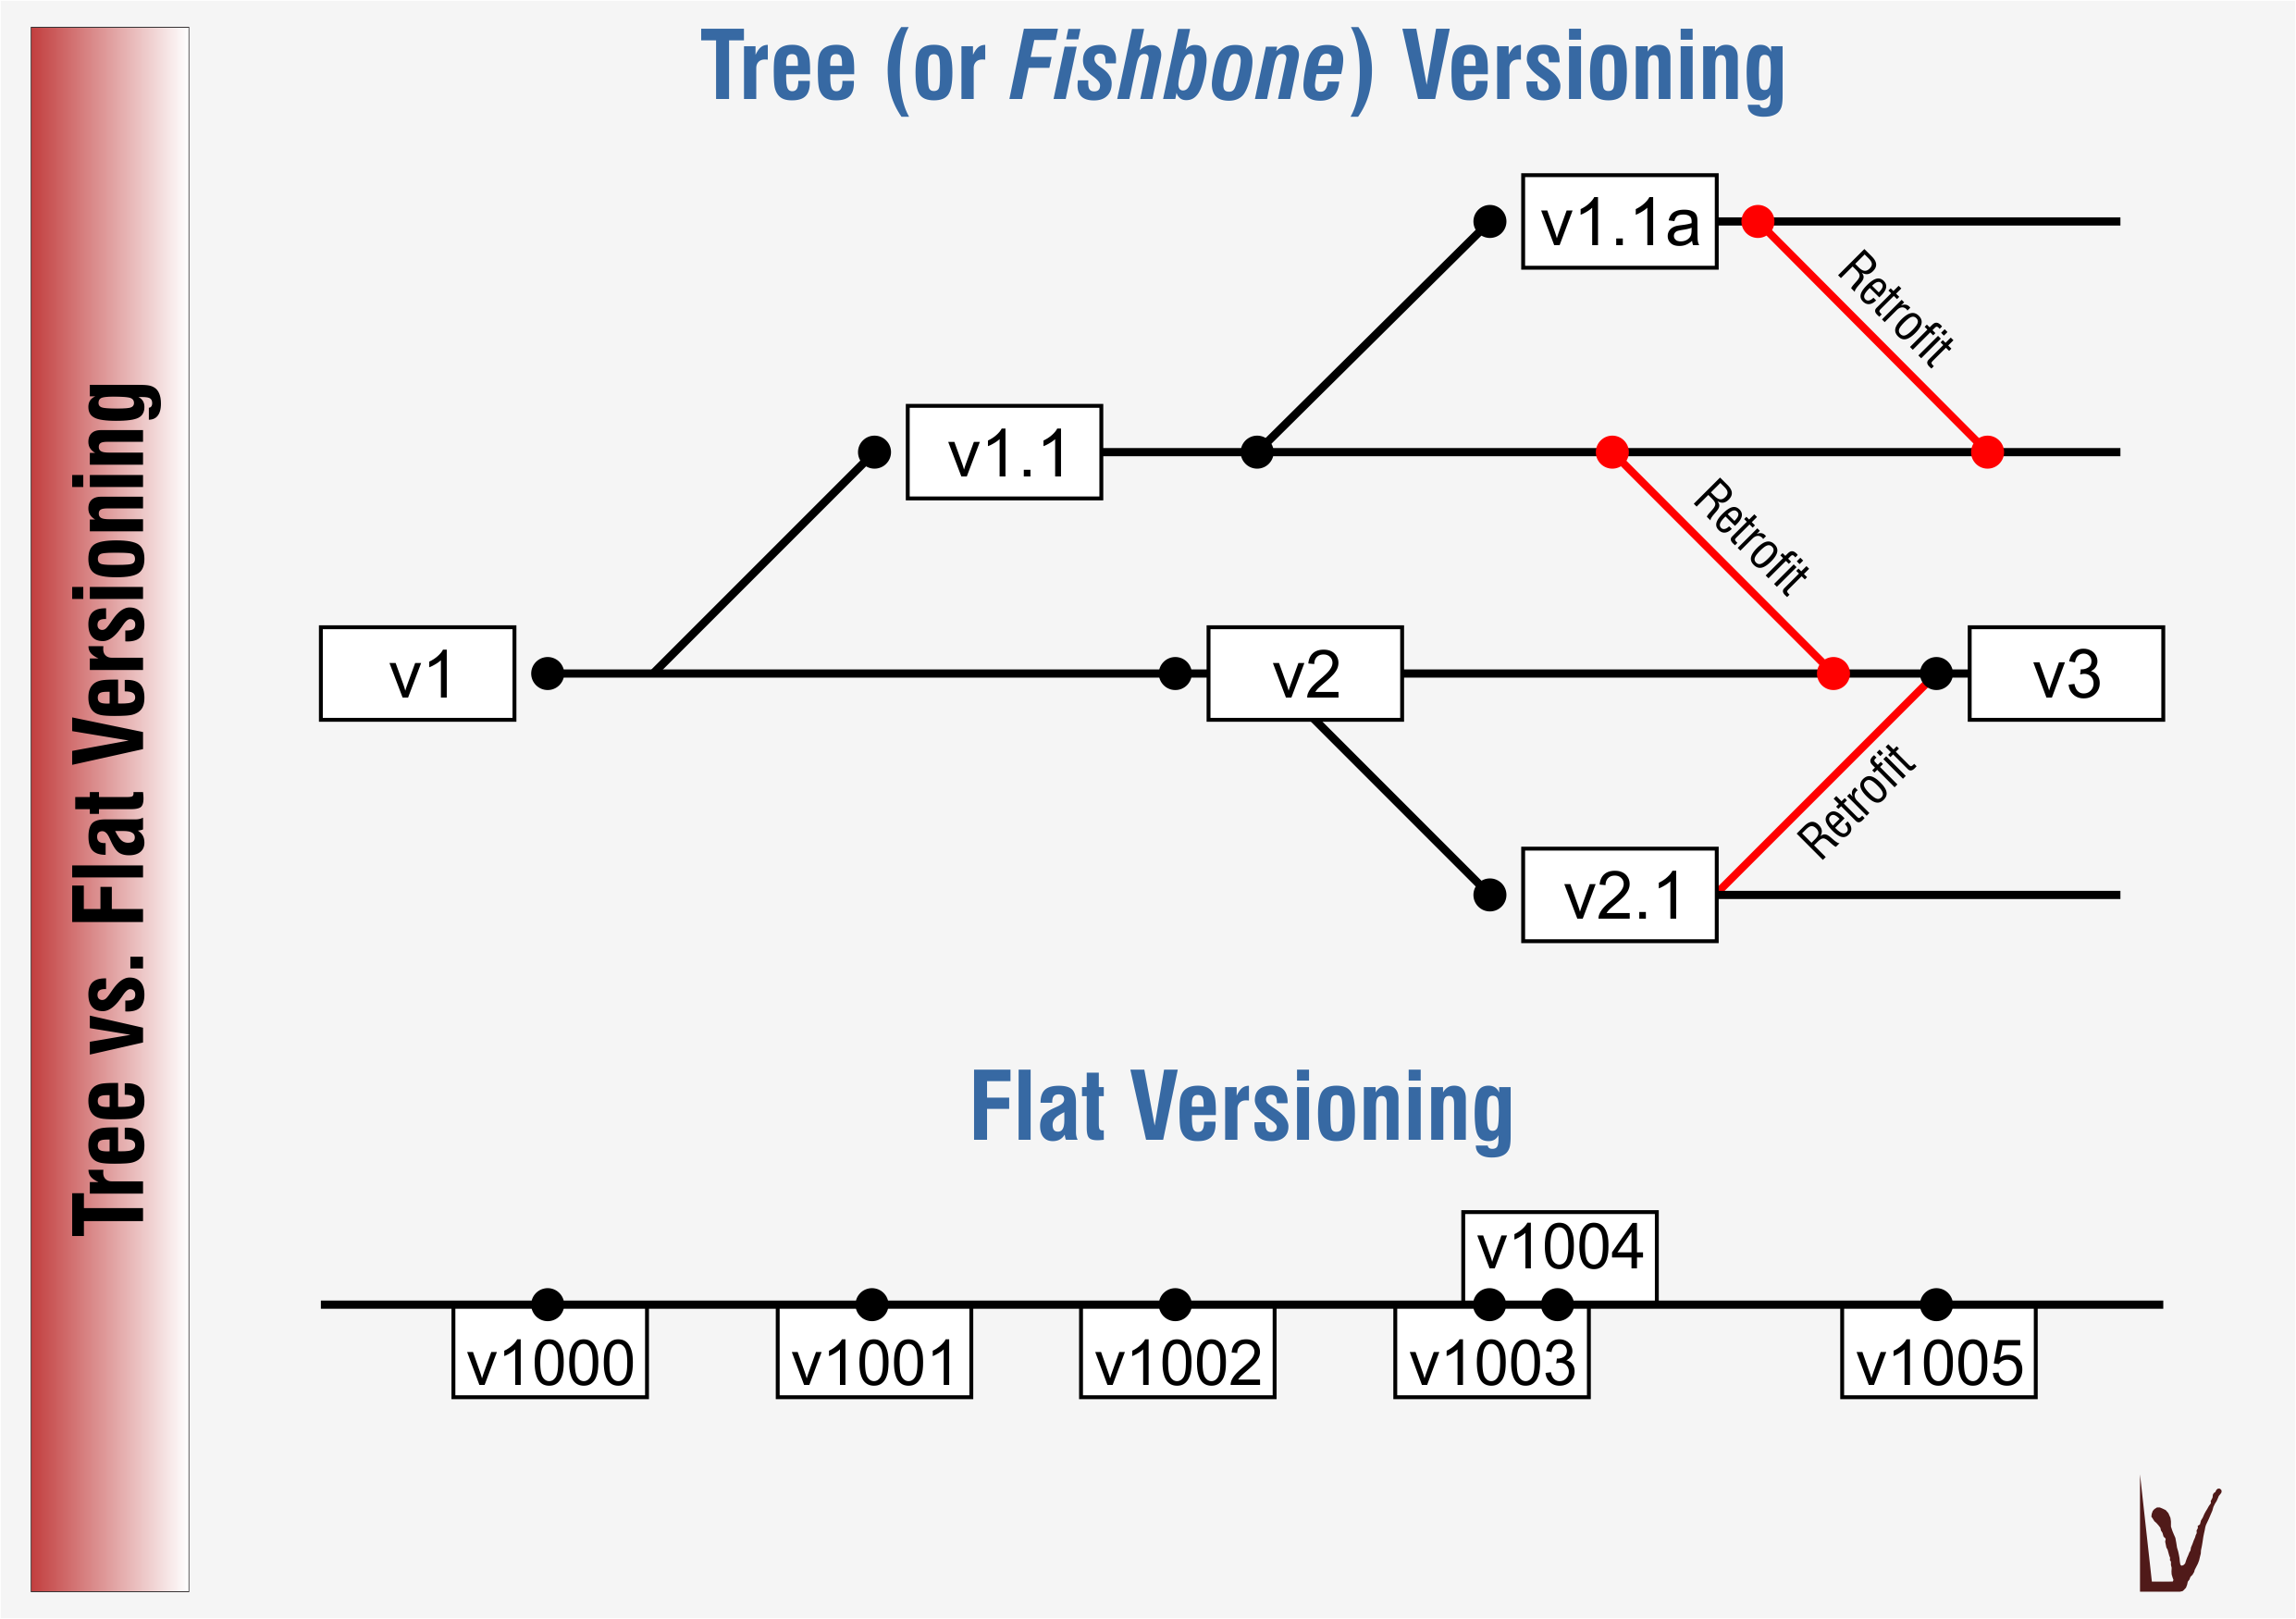 Tree vs. Flat Versioning
Tree (or Fishbone) Versioning
v1.1a
Retrofit
v1.1
Retrofit
v1
v2
v3
Retrofit
v2.1
Flat Versioning
v1004
v1000
v1001
v1002
v1003
v1005